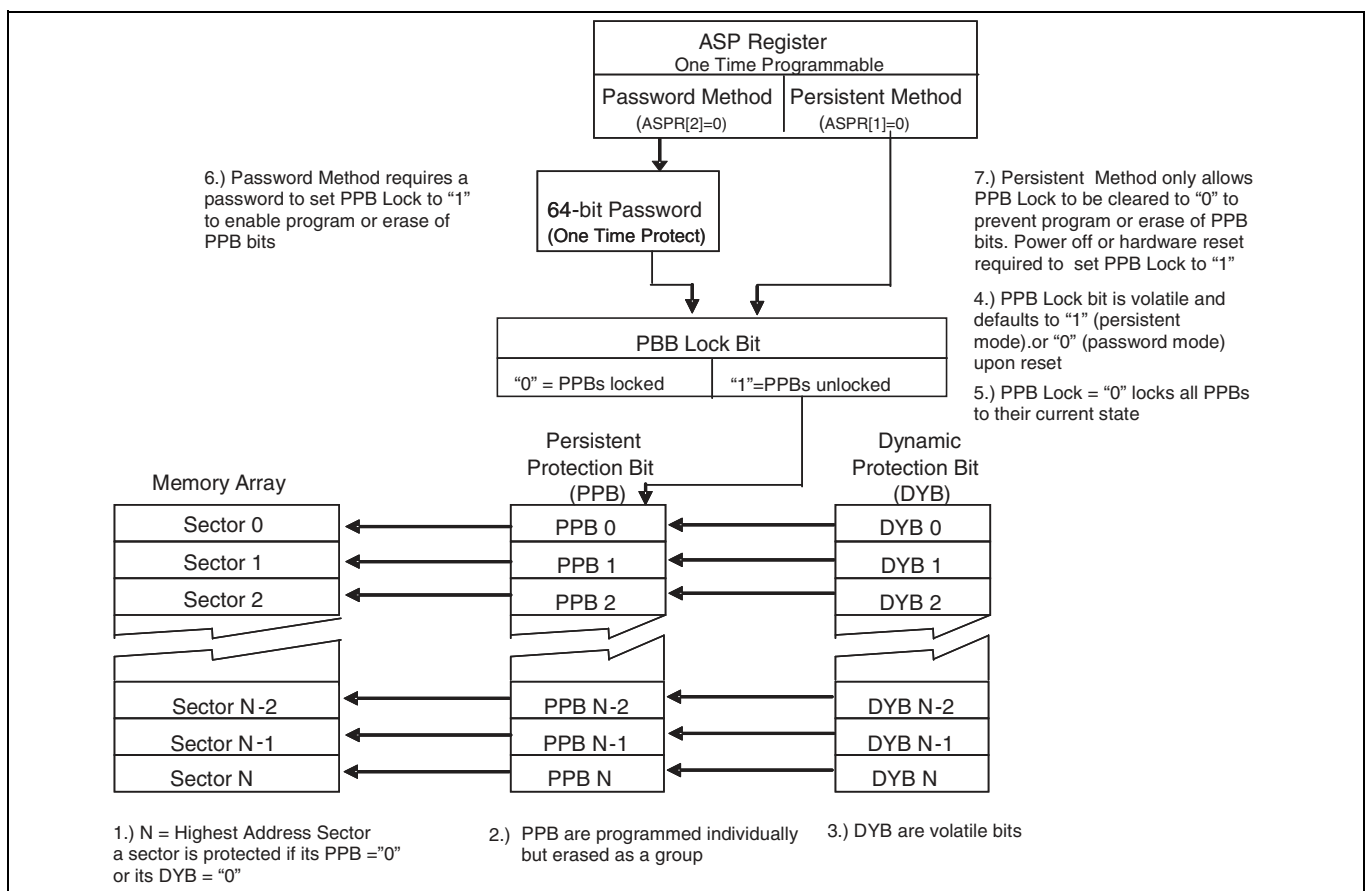 ASP Register
One Time Programmable
Password Method
(ASPR[2]=0)
Persistent Method
(ASPR[1]=0)
6.) Password Method requires a
password to set PPB Lock to “1”
to enable program or erase of
PPB bits
64-bit Password
(One Time Protect)
7.) Persistent Method only allows
PPB Lock to be cleared to “0” to
prevent program or erase of PPB
bits. Power off or hardware reset
required to set PPB Lock to “1”
4.) PPB Lock bit is volatile and
defaults to “1” (persistent
mode).or “0” (password mode)
upon reset
5.) PPB Lock = “0” locks all PPBs
to their current state
PBB Lock Bit
“0” = PPBs locked
“1”=PPBs unlocked
Memory Array
Persistent
Protection Bit
(PPB)
Dynamic
Protection Bit
(DYB)
Sector 0
PPB 0
DYB 0
Sector 1
PPB 1
DYB 1
Sector 2
PPB 2
DYB 2
Sector N-2
PPB N-2
DYB N-2
Sector N-1
PPB N-1
DYB N-1
Sector N
PPB N
DYB N
1.) N = Highest Address Sector
a sector is protected if its PPB =”0”
or its DYB = “0”
2.) PPB are programmed individually
but erased as a group
3.) DYB are volatile bits